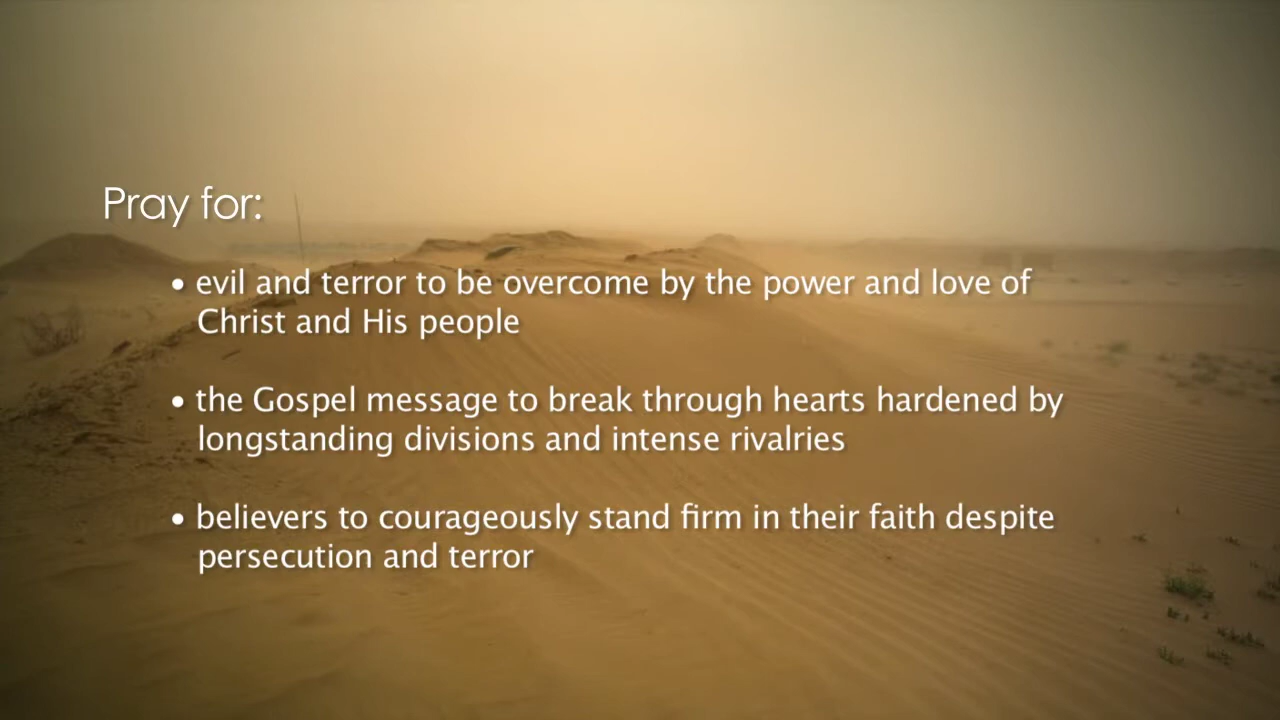 Pray for:
• evil and terror to be overcome by the power and love of
Christ and His people
• the Gospel message to break through hearts hardened by
longstanding divisions and intense rivalries
• believers to courageously stand firm in their faith despite
persecution and terror